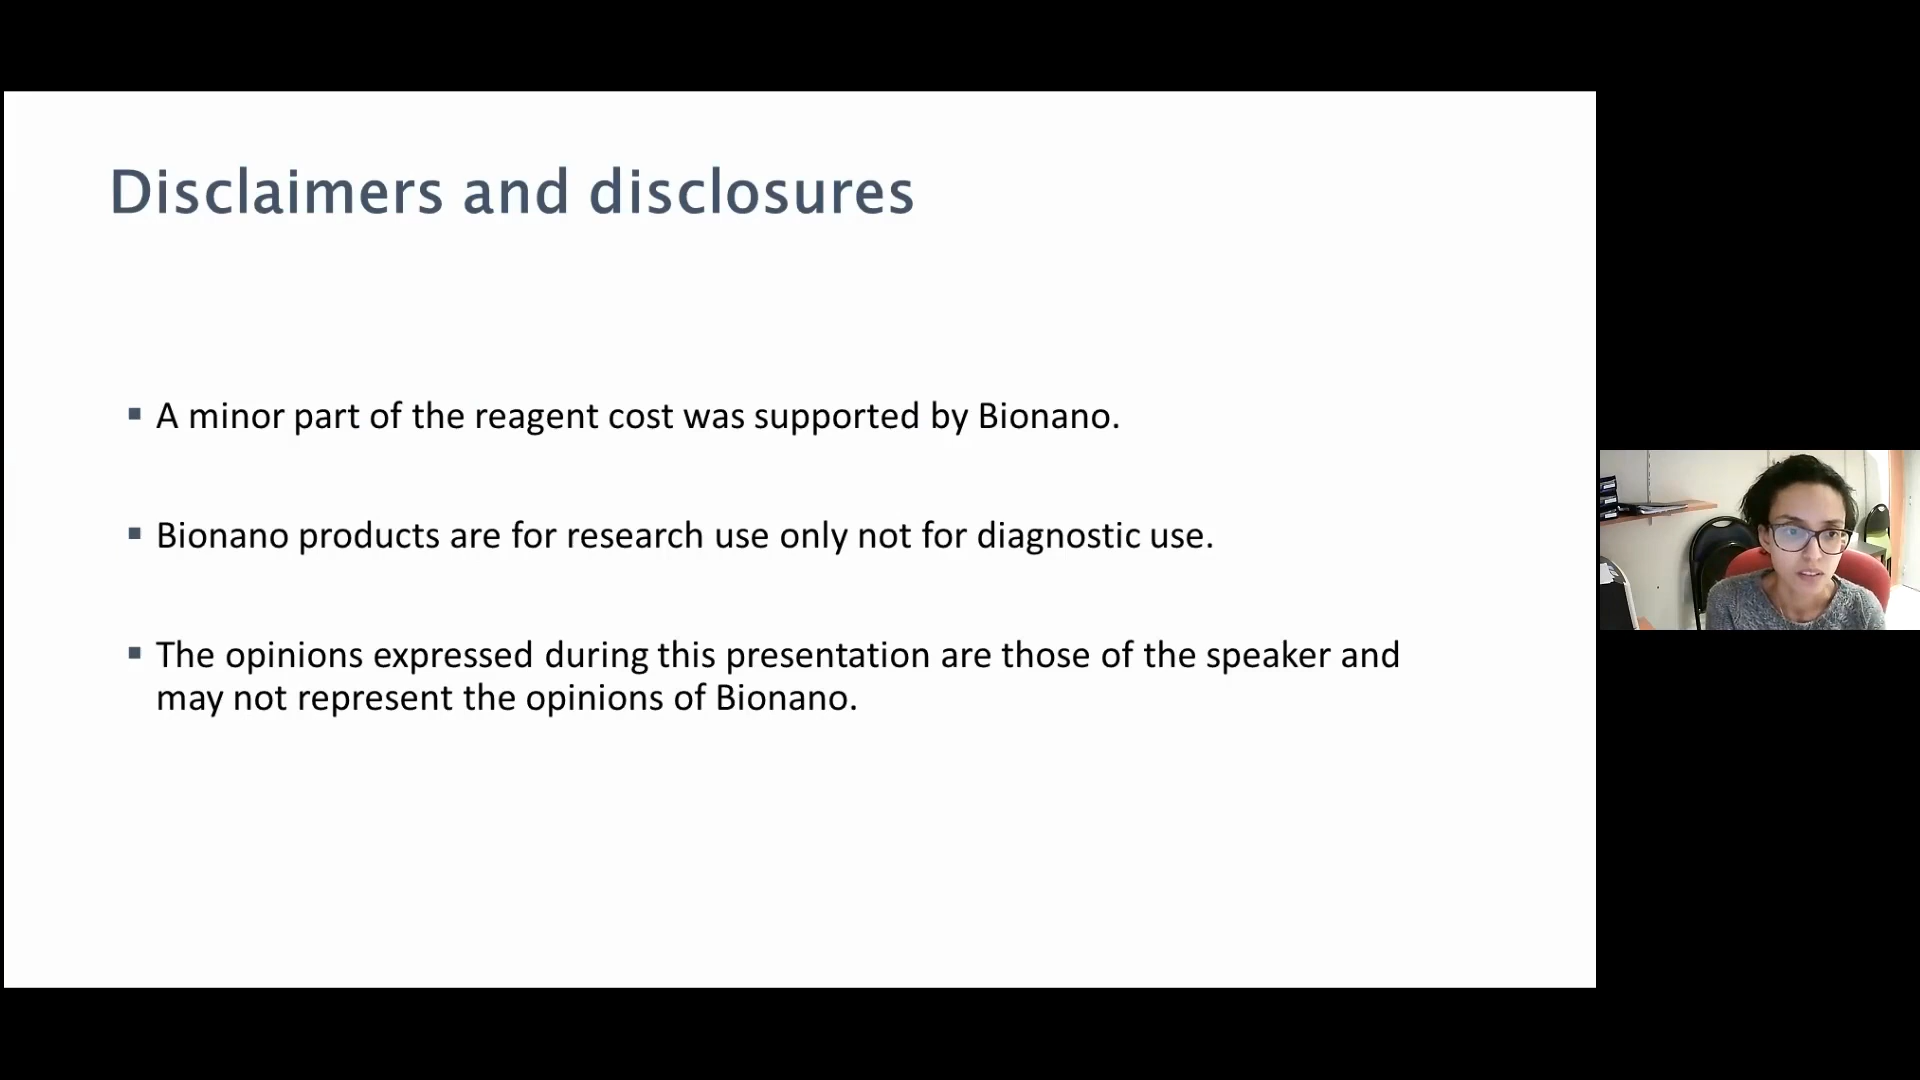 Disclaimers and disclosures
▪ A minor part of the reagent cost was supported by Bionano.
▪ Bionano products are for research use only not for diagnostic use.
▪ The opinions expressed during this presentation are those of the speaker and
may not represent the opinions of Bionano.